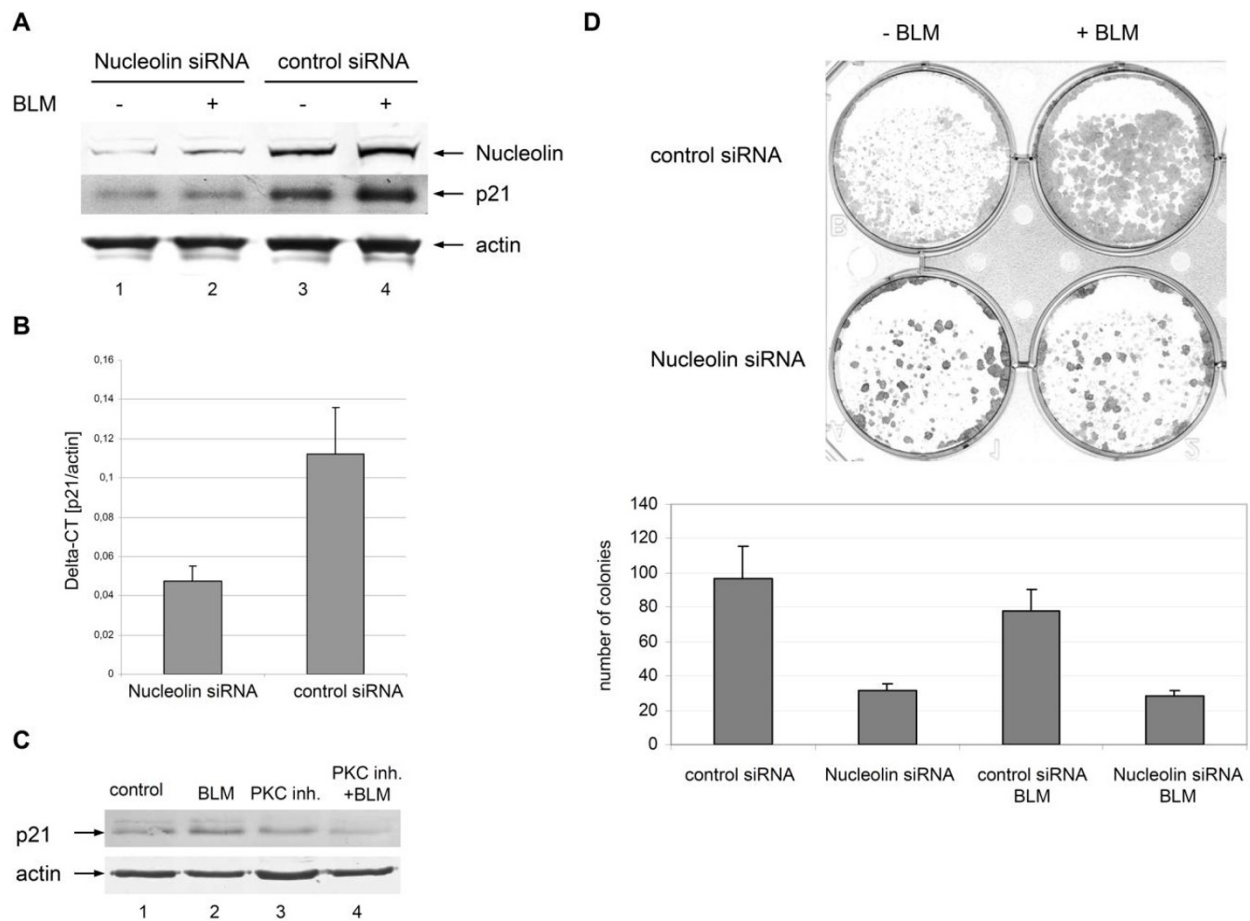 A
Nucleolin siRNA control siRNA
BLM - + - +
Nucleolin
p21
actin
1 2 3 4
B
Delta-CT [p21/actin]
0,16
0,14
0,12
0,1
0,08
0,06
0,04
0,02
0
Nucleolin siRNA control siRNA
C
control BLM PKC inh. PKC inh.
+BLM
p21
actin
1 2 3 4
D
- BLM + BLM
control siRNA
B
Nucleolin siRNA
number of colonies
140
120
100
80
60
40
20
0
control siRNA Nucleolin siRNA control siRNA Nucleolin siRNA
BLM BLM